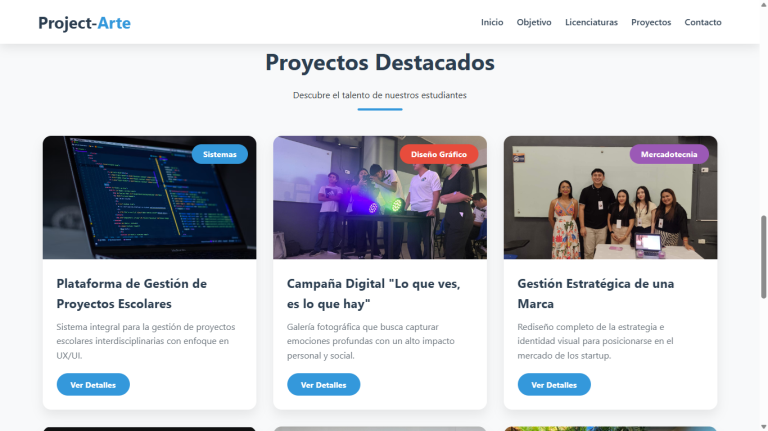 Project-Arte
Inicio Objetivo Licenciaturas Proyectos Contacto
Proyectos Destacados
Descubre el talento de nuestros estudiantes
Sistemas
Plataforma de Gestión de
Proyectos Escolares
Sistema integral para la gestión de proyectos
escolares interdisciplinarias con enfoque en
UX/UI.
Ver Detalles
Diseño Gráfico
Campaña Digital "Lo que ves,
es lo que hay"
Galería fotográfica que busca capturar
emociones profundas con un alto impacto
personal y social.
Ver Detalles
Mercadotecnia
Gestión Estratégica de una
Marca
Rediseño completo de la estrategia e
identidad visual para posicionarse en el
mercado de los startup.
Ver Detalles